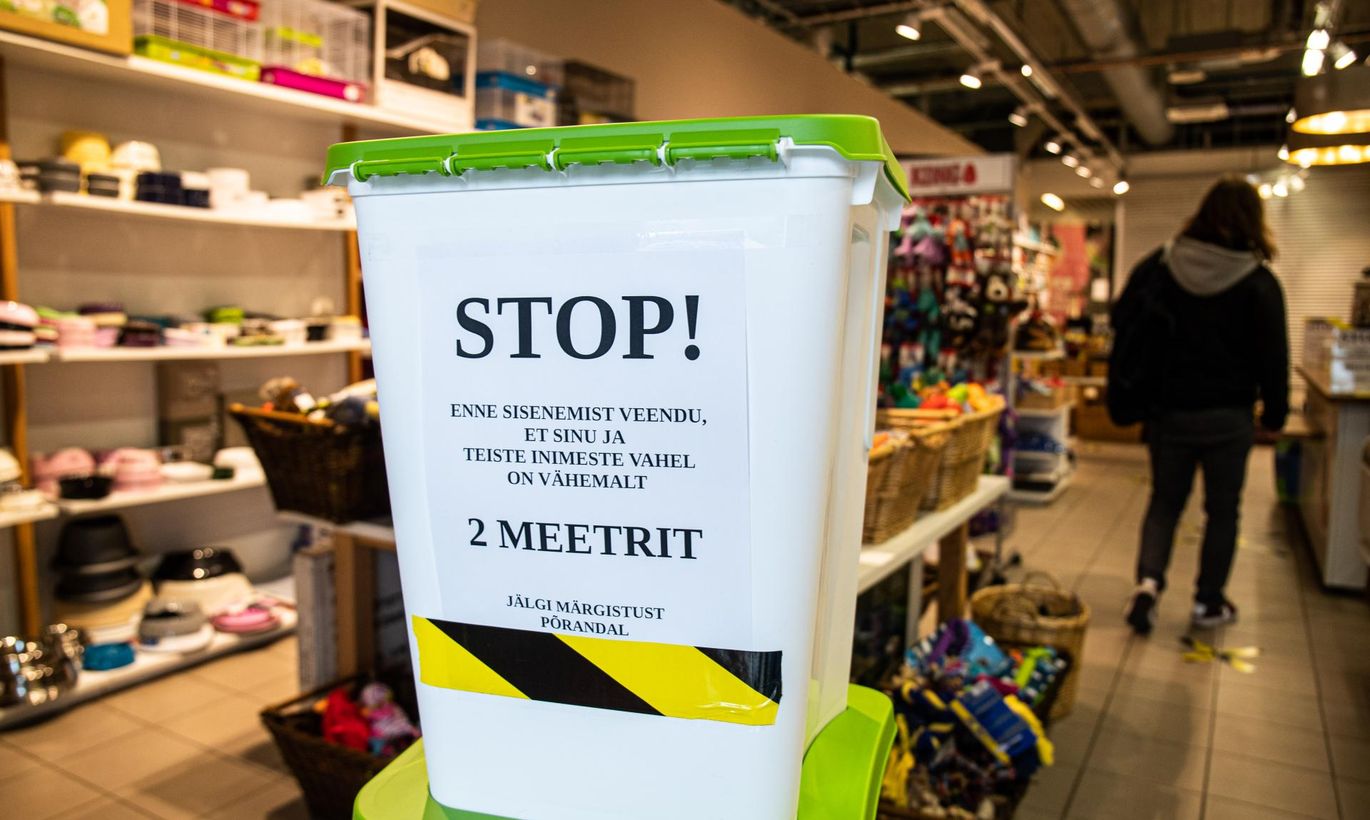 STOP!
ENNE SISENEMIST VEENDU,
ET SINU JA
TEISTE INIMESTE VAHEL
ON VÄHEMALT
2 MEETRIT
JÄLGI MÄRGISTUST
PÕRANDAL
KONG